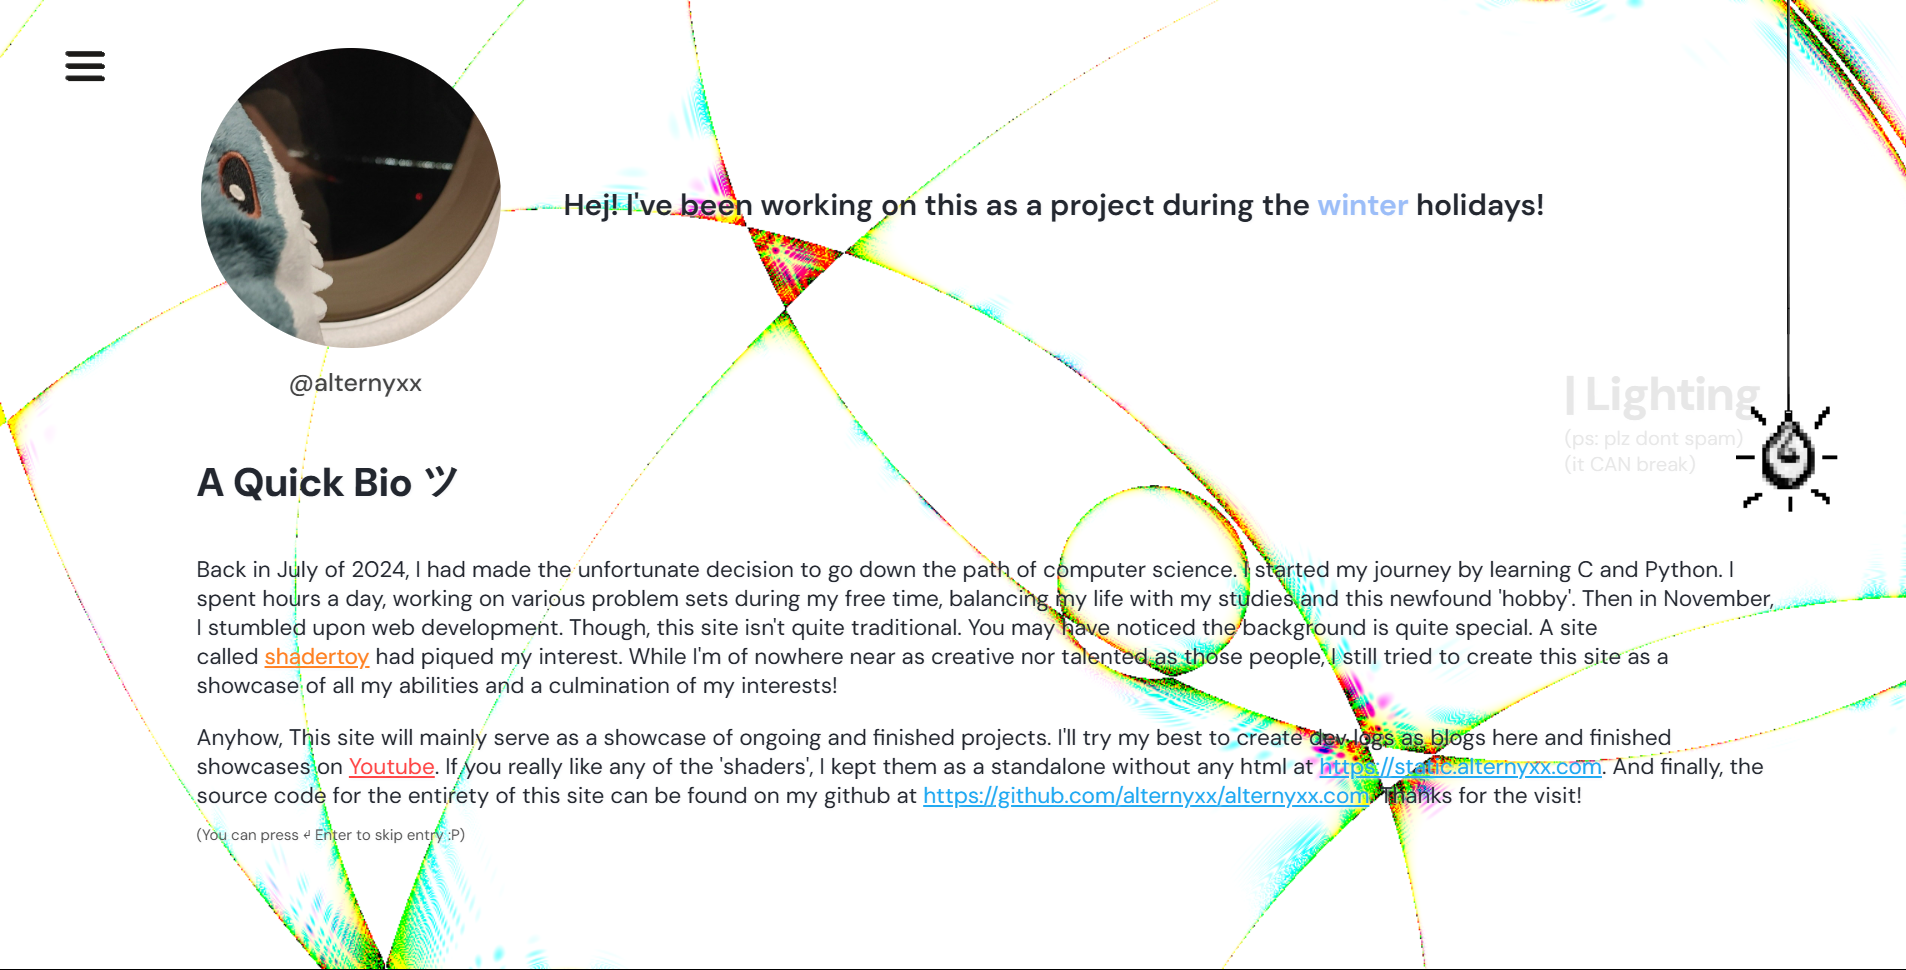 Hej! I've been working on this as a project during the winter holidays!
@alternyxx
| Lighting
(ps: plz dont spam)
(it CAN break)
A Quick Bio ツ
Back in July of 2024, I had made the unfortunate decision to go down the path of computer science. I started my journey by learning C and Python. I
spent hours a day, working on various problem sets during my free time, balancing my life with my studies and this newfound 'hobby'. Then in November,
I stumbled upon web development. Though, this site isn't quite traditional. You may have noticed the background is quite special. A site
called shadertoy had piqued my interest. While I'm of nowhere near as creative nor talented as those people, I still tried to create this site as a
showcase of all my abilities and a culmination of my interests!
Anyhow, This site will mainly serve as a showcase of ongoing and finished projects. I'll try my best to create dev logs as blogs here and finished
showcases on Youtube. If you really like any of the 'shaders', I kept them as a standalone without any html at https://static.alternyxx.com. And finally, the
source code for the entirety of this site can be found on my github at https://github.com/alternyxx/alternyxx.com. Thanks for the visit!
(You can press ↵ Enter to skip entry :P)